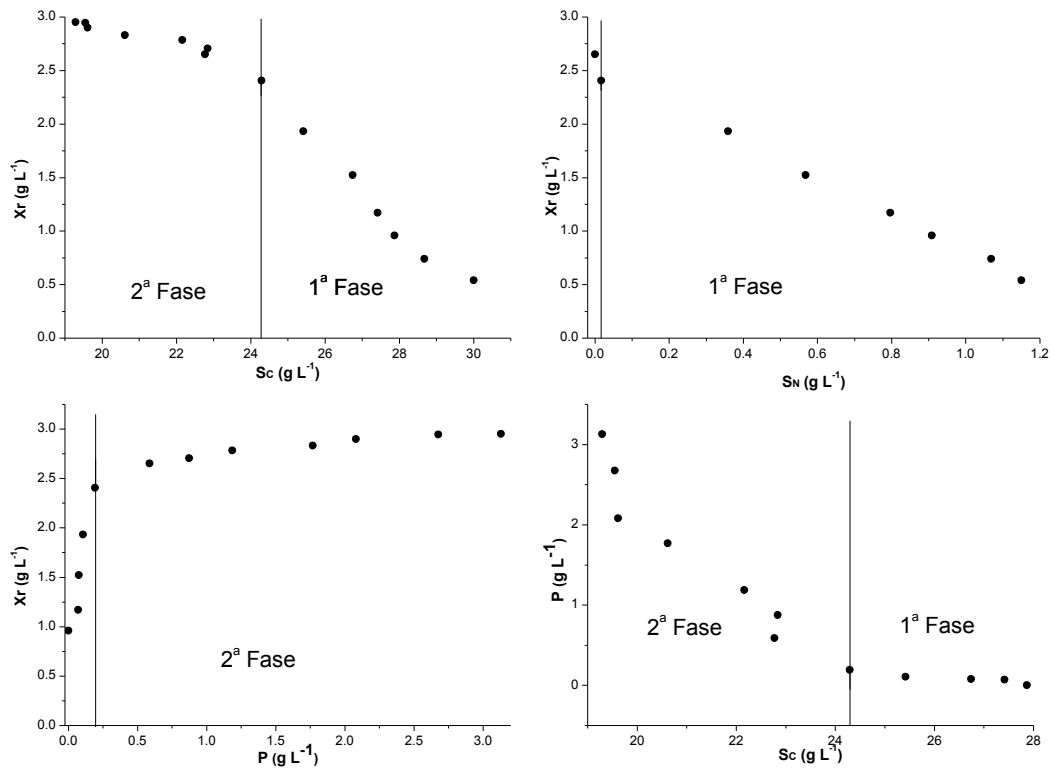 3.0
2.5
2.0
1.5
1.0
0.5
0.0
Xr (g L⁻¹)
2ª Fase
1ª Fase
20 22 24 26 28 30
Sc (g L⁻¹)
3.0
2.5
2.0
1.5
1.0
0.5
0.0
Xr (g L⁻¹)
1ª Fase
0.0 0.2 0.4 0.6 0.8 1.0 1.2
SN (g L⁻¹)
3.0
2.5
2.0
1.5
1.0
0.5
0.0
Xr (g L⁻¹)
2ª Fase
0.0 0.5 1.0 1.5 2.0 2.5 3.0
P (g L⁻¹)
3
2
1
0
P (g L⁻¹)
2ª Fase
1ª Fase
20 22 24 26 28
Sc (g L⁻¹)